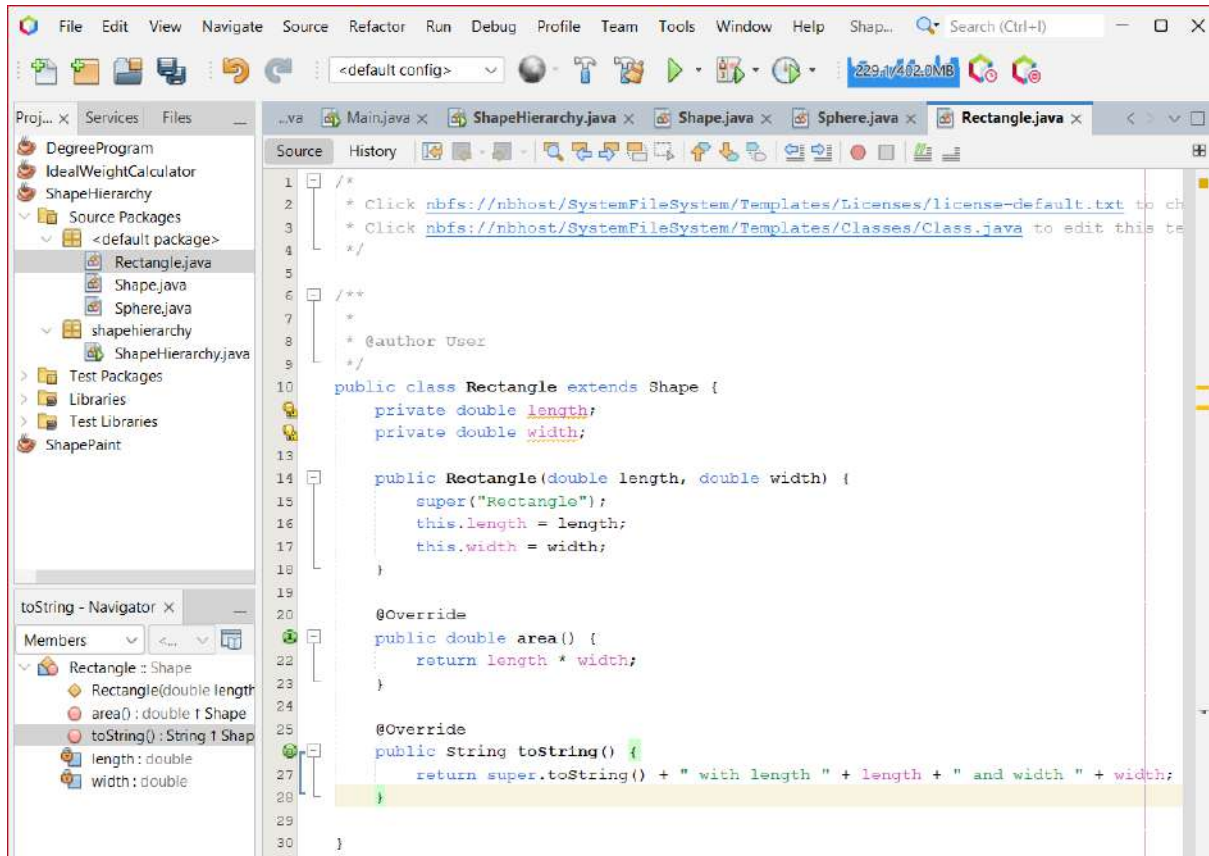 File Edit View Navigate Source Refactor Run Debug Profile Team Tools Window Help Shap... Search (Ctrl+I)
<default config> 229.1/402.0MB
Proj... Services Files
DegreeProgram
IdealWeightCalculator
ShapeHierarchy
Source Packages
<default package>
Rectangle.java
Shape.java
Sphere.java
shapehierarchy
ShapeHierarchy.java
Test Packages
Libraries
Test Libraries
ShapePaint
toString - Navigator
Members <...
Rectangle :: Shape
Rectangle(double length
area() : double ↑ Shape
toString() : String ↑ Shap
length : double
width : double
...va Main.java ShapeHierarchy.java Shape.java Sphere.java Rectangle.java
Source History
1 /*
2 * Click nbfs://nbhost/SystemFileSystem/Templates/Licenses/license-default.txt to ch
3 * Click nbfs://nbhost/SystemFileSystem/Templates/Classes/Class.java to edit this te
4 */
5
6 /**
7 *
8 * @author User
9 */
10 public class Rectangle extends Shape {
private double length;
private double width;
13
14 public Rectangle(double length, double width) {
15 super("Rectangle");
16 this.length = length;
17 this.width = width;
18 }
19
20 @Override
public double area() {
22 return length * width;
23 }
24
25 @Override
public String toString() {
27 return super.toString() + " with length " + length + " and width " + width;
28 }
29
30 }